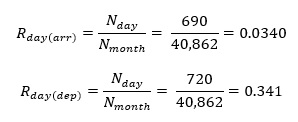 R_day(arr) = N_day / N_month = 690 / 40,862 = 0.0340
R_day(dep) = N_day / N_month = 720 / 40,862 = 0.341